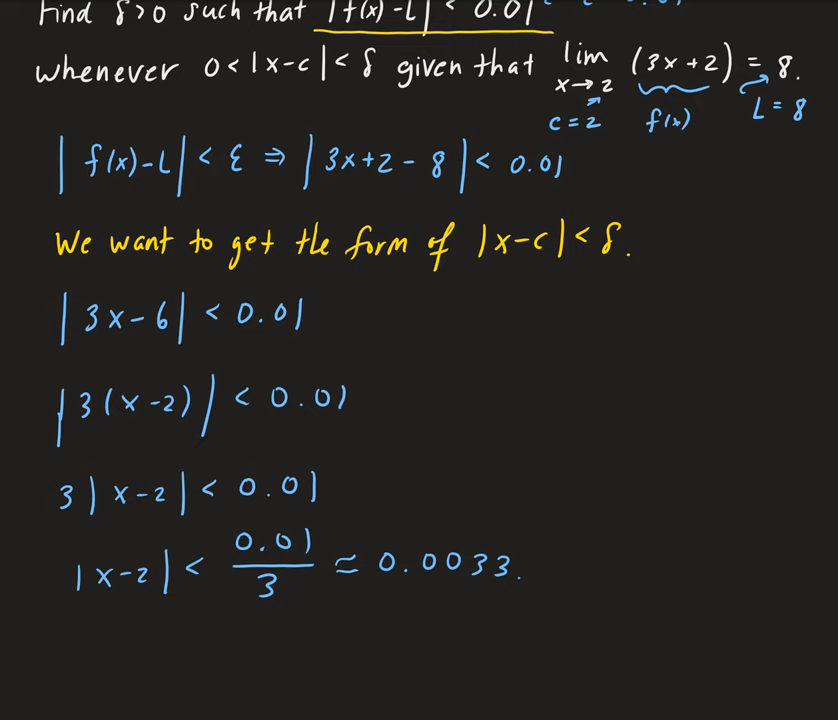 Find δ>0 such that |f(x)-L| < 0.01
whenever 0<|x-c|<δ given that lim x→2 (3x+2) = 8.
c=2 f(x) L=8
|f(x)-L| < ε ⇒ |3x+2-8| < 0.01
We want to get the form of |x-c|<δ.
|3x-6| < 0.01
|3(x-2)| < 0.01
3|x-2| < 0.01
|x-2| < 0.01/3 ≈ 0.0033.